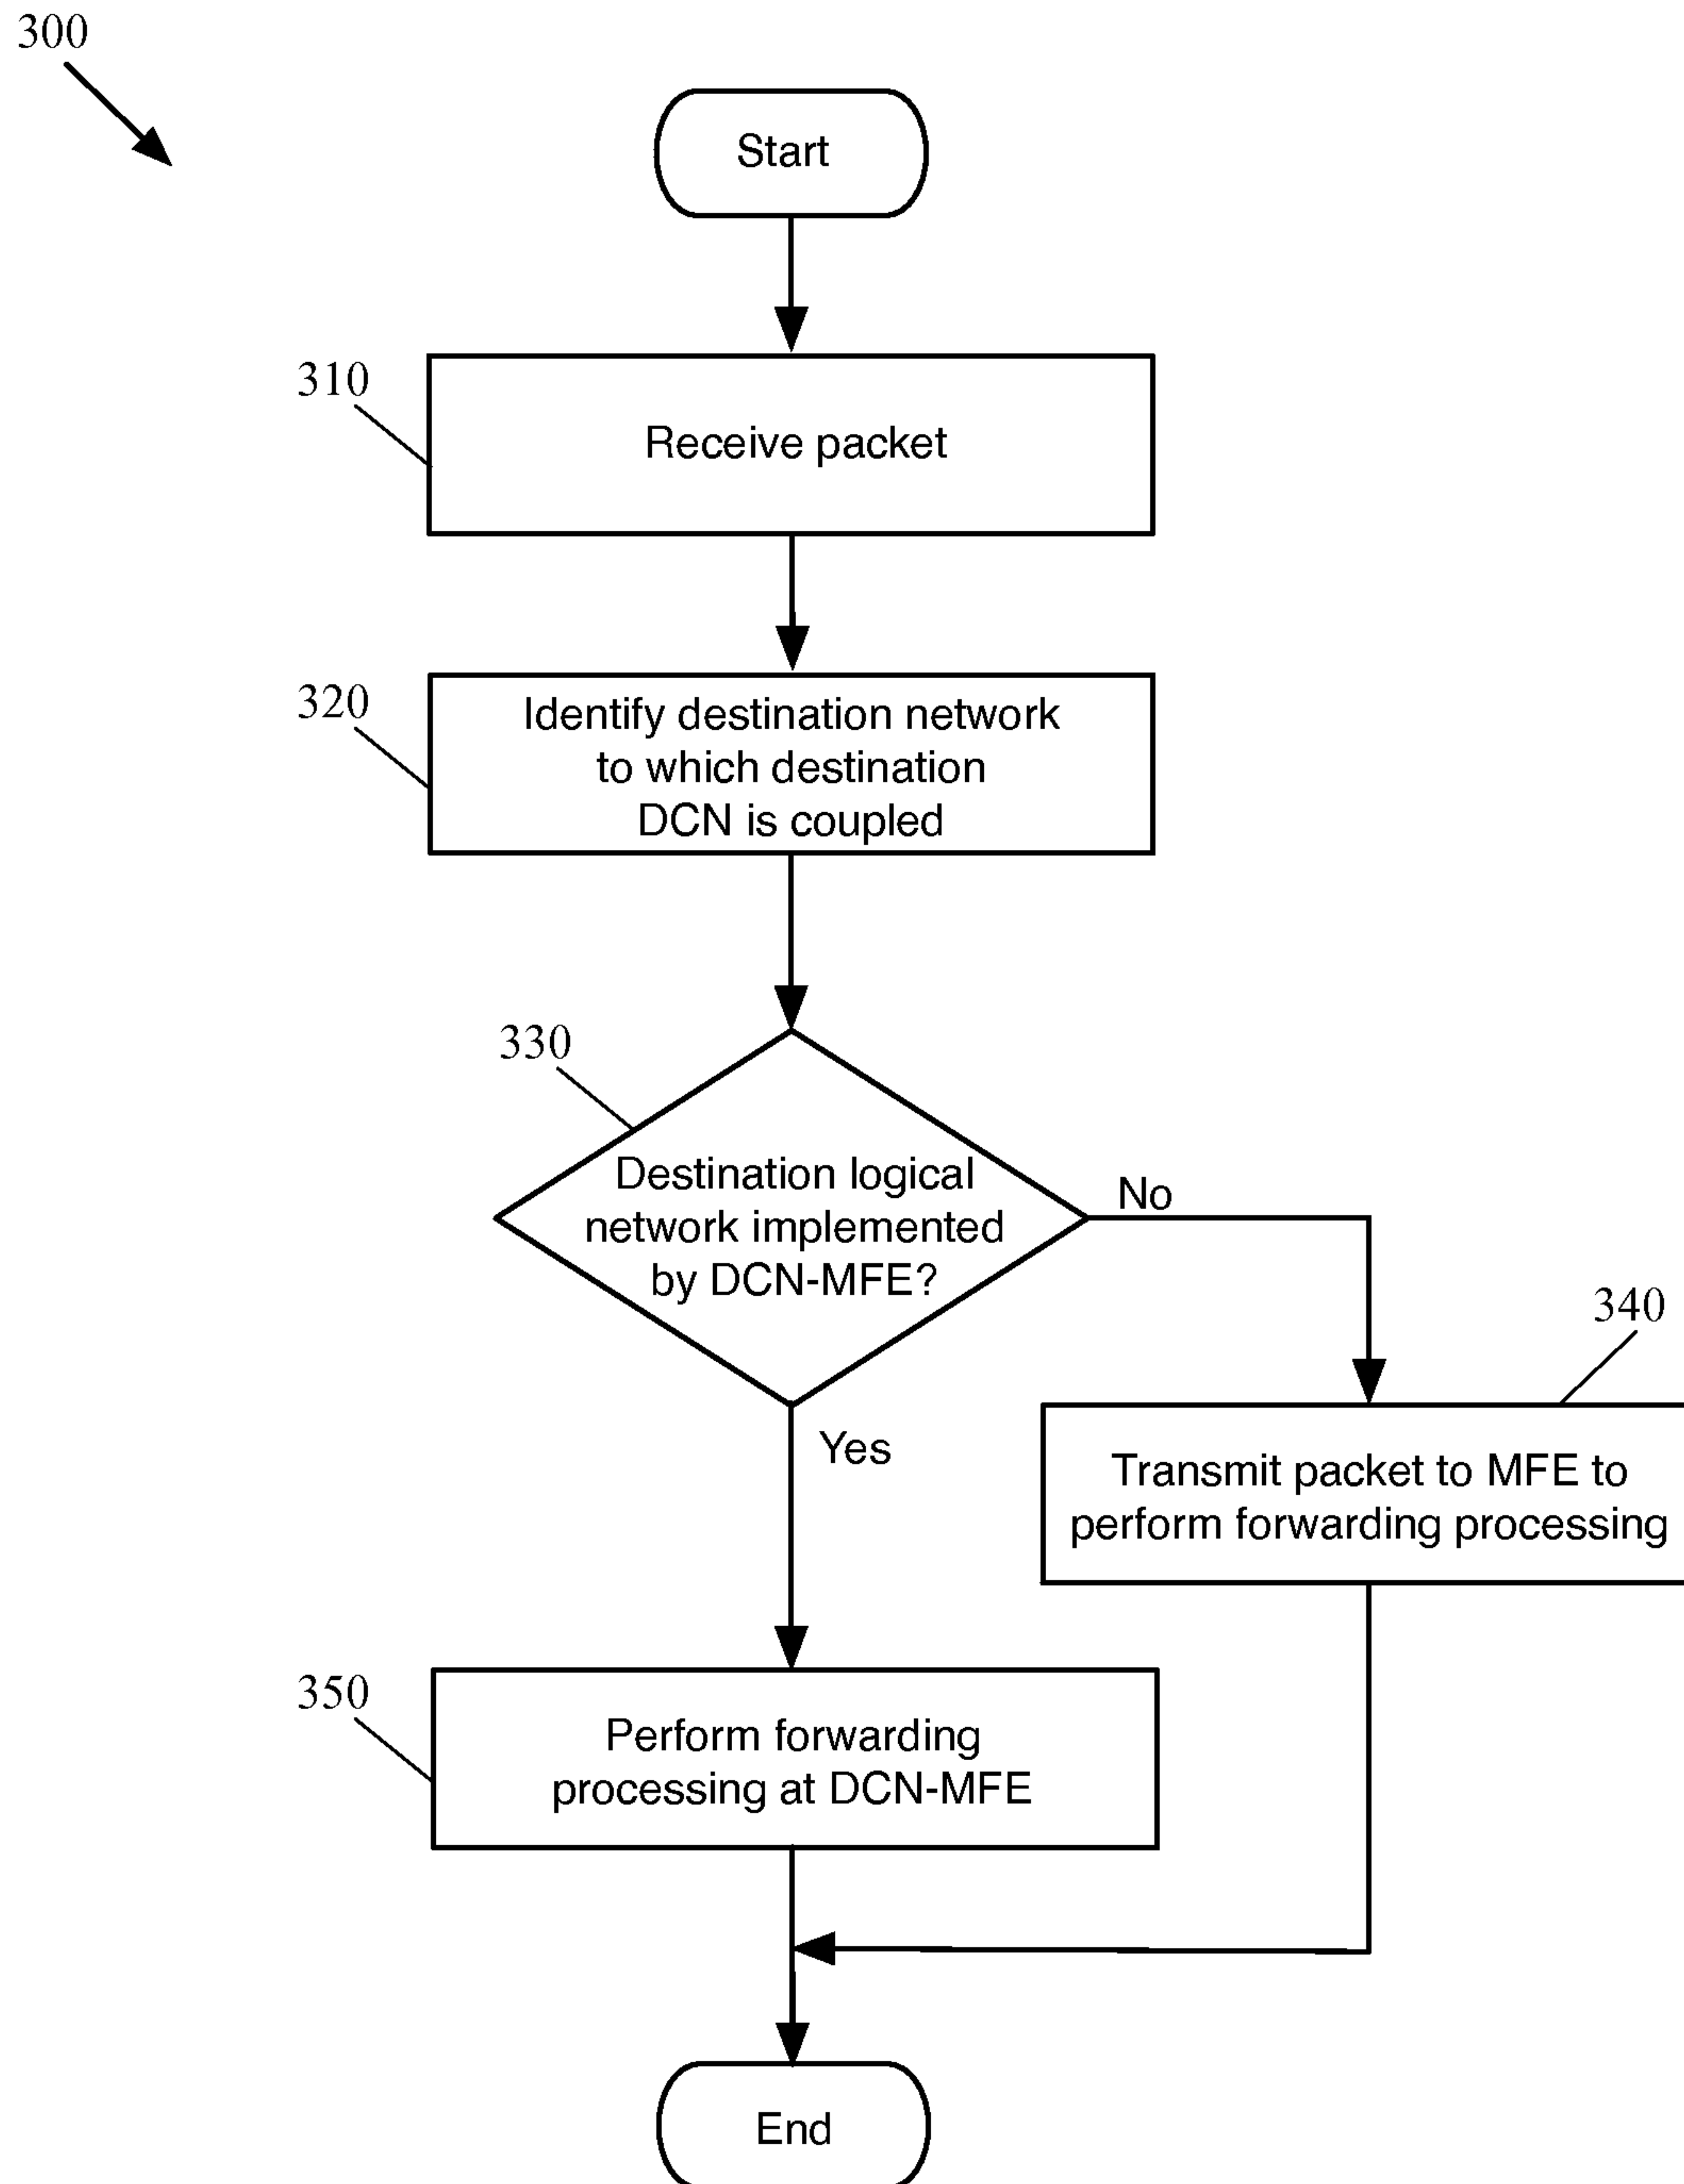 300
Start
310
Receive packet
320
Identify destination network
to which destination
DCN is coupled
330
Destination logical
network implemented
by DCN-MFE?
No
340
Yes
Transmit packet to MFE to
perform forwarding processing
350
Perform forwarding
processing at DCN-MFE
End